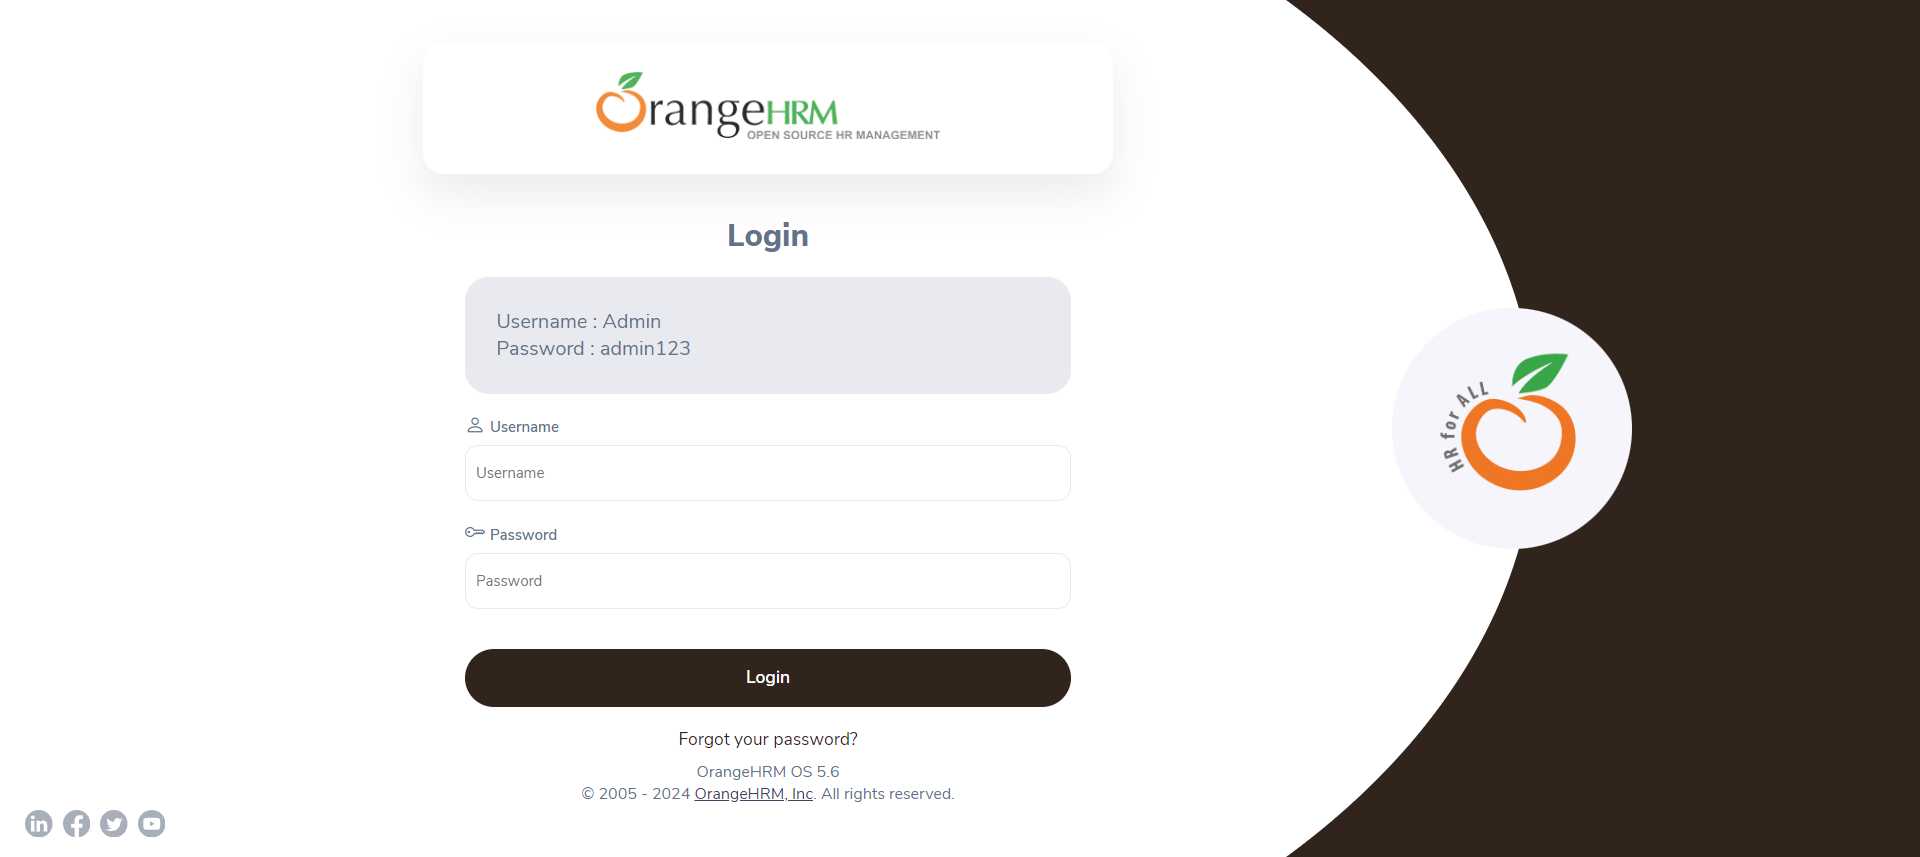 OrangeHRM
OPEN SOURCE HR MANAGEMENT
Login
Username : Admin
Password : admin123
Username
Username
Password
Password
Login
Forgot your password?
OrangeHRM OS 5.6
© 2005 - 2024 OrangeHRM, Inc. All rights reserved.
HR for ALL